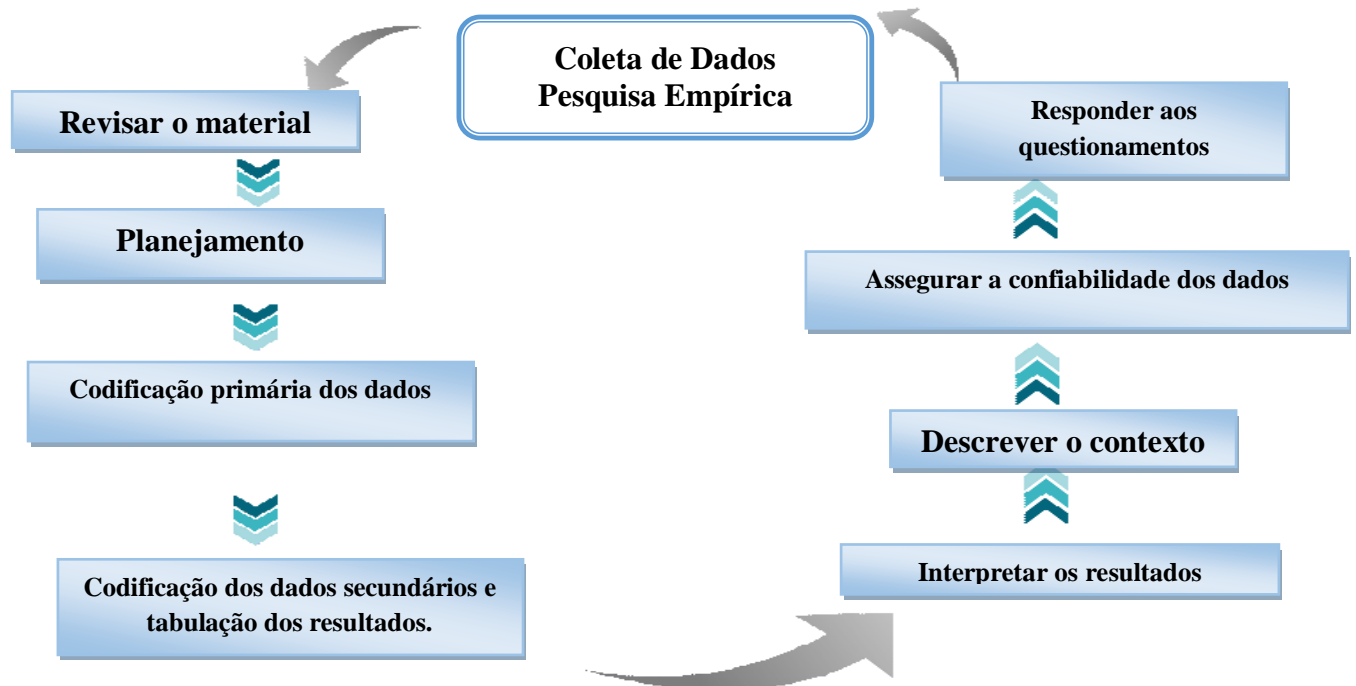 Coleta de Dados
Pesquisa Empírica
Revisar o material
Planejamento
Codificação primária dos dados
Codificação dos dados secundários e
tabulação dos resultados.
Interpretar os resultados
Descrever o contexto
Assegurar a confiabilidade dos dados
Responder aos
questionamentos